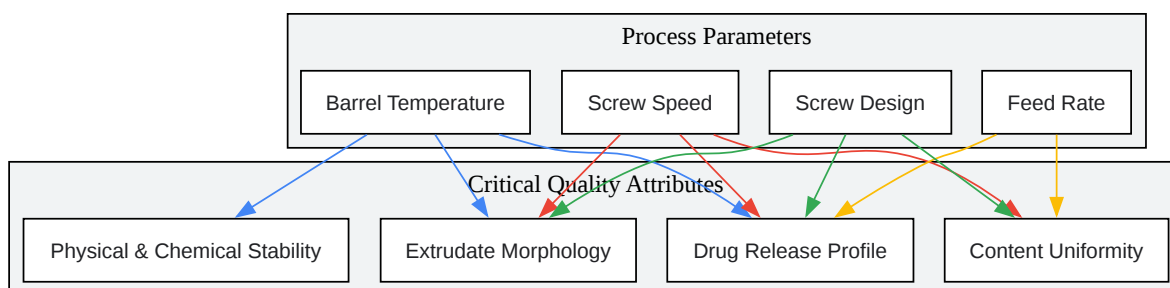 Process Parameters
Barrel Temperature
Screw Speed
Screw Design
Feed Rate
Critical Quality Attributes
Physical & Chemical Stability
Extrudate Morphology
Drug Release Profile
Content Uniformity